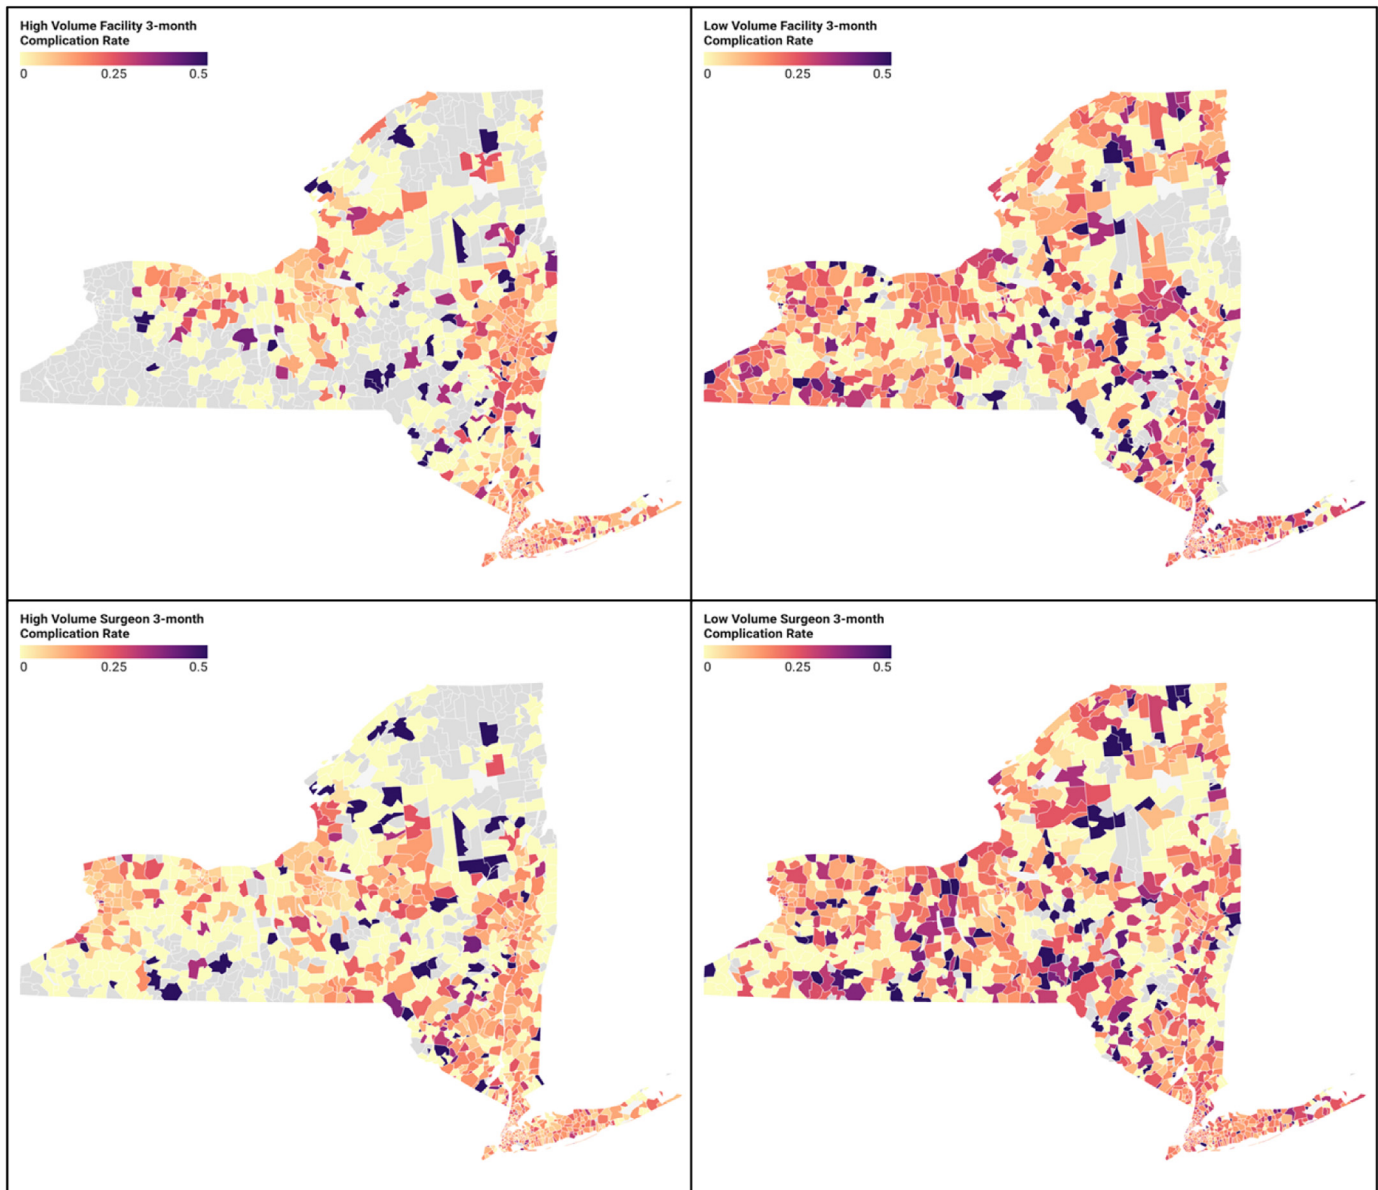 High Volume Facility 3-month
Complication Rate
0 0.25 0.5
Low Volume Facility 3-month
Complication Rate
0 0.25 0.5
High Volume Surgeon 3-month
Complication Rate
0 0.25 0.5
Low Volume Surgeon 3-month
Complication Rate
0 0.25 0.5